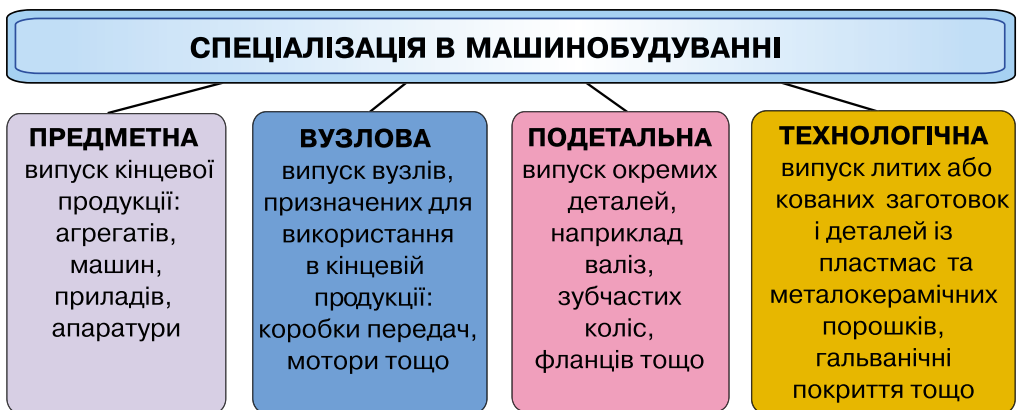 СПЕЦІАЛІЗАЦІЯ В МАШИНОБУДУВАННІ
ПРЕДМЕТНА
випуск кінцевої
продукції:
агрегатів,
машин,
приладів,
апаратури
ВУЗЛОВА
випуск вузлів,
призначених для
використання
в кінцевій
продукції:
коробки передач,
мотори тощо
ПОДЕТАЛЬНА
випуск окремих
деталей,
наприклад
валіз,
зубчастих
коліс,
фланців тощо
ТЕХНОЛОГІЧНА
випуск литих або
кованих заготовок
і деталей із
пластмас та
металокерамічних
порошків,
гальванічні
покриття тощо